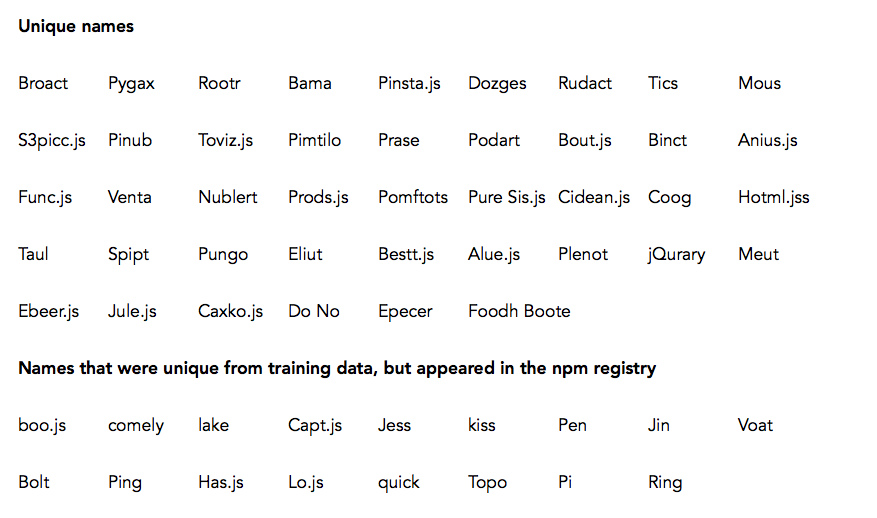 Unique names
Broact Pygax Rootr Bama Pinsta.js Dozges Rudact Tics Mous
S3picc.js Pinub Toviz.js Pimtilo Prase Podart Bout.js Binct Anius.js
Func.js Venta Nublert Prods.js Pomftots Pure Sis.js Cidean.js Coog Hotml.jss
Taul Spipt Pungo Eliut Bestt.js Alue.js Plenot jQurary Meut
Ebeer.js Jule.js Caxko.js Do No Epecer Foodh Boote
Names that were unique from training data, but appeared in the npm registry
boo.js comely lake Capt.js Jess kiss Pen Jin Voat
Bolt Ping Has.js Lo.js quick Topo Pi Ring